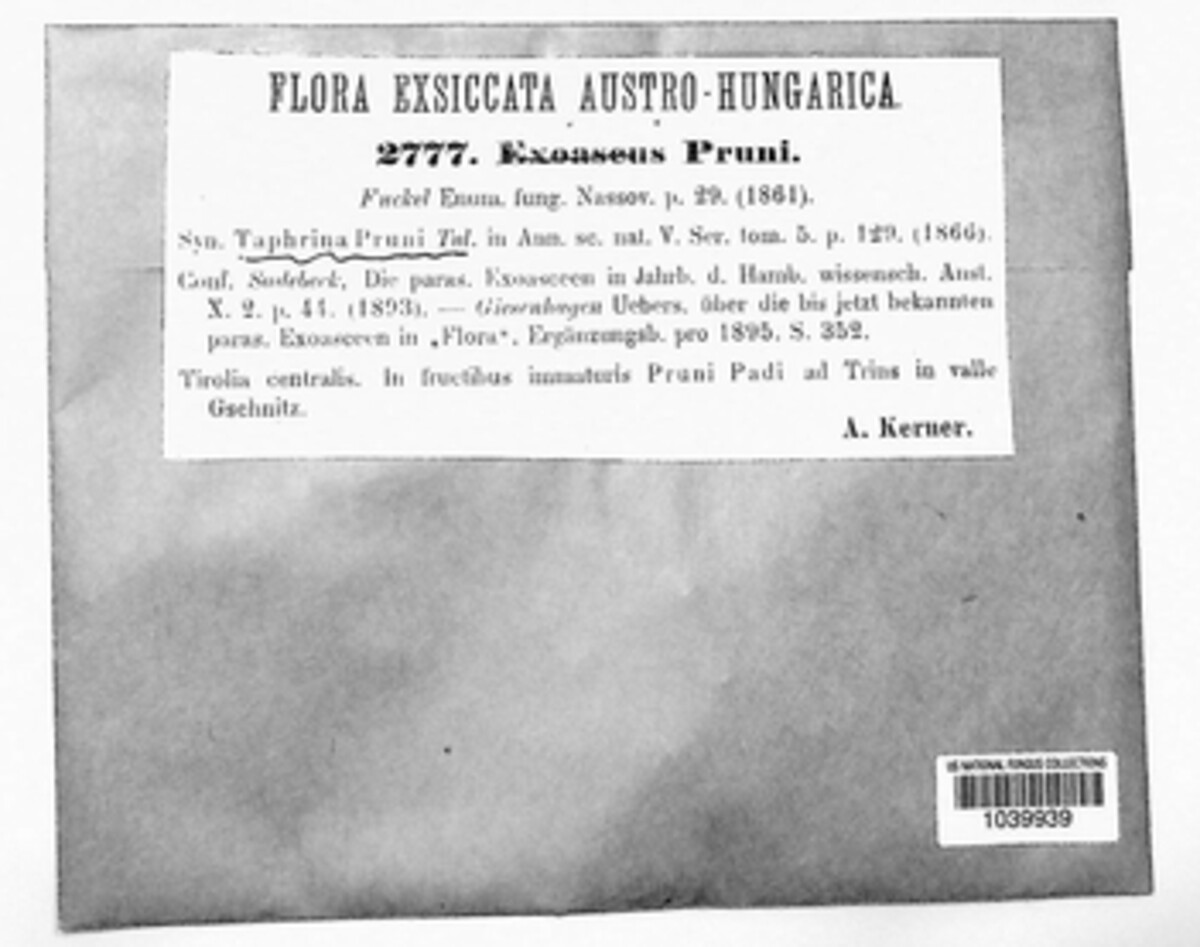 FLORA EXSICCATA AUSTRO-HUNGARICA.
2777. Exoascus Pruni.
Fuckel Enum. fung. Nassov. p. 29. (1861).
Syn. Taphrina Pruni Tul. in Ann. sc. nat. V. Ser. tom. 5. p. 129. (1866).
Conf. Sadebeck, Die paras. Exoasceen in Jahrb. d. Hamb. wissensch. Anst.
X. 2. p. 44. (1893). — Giesenhagen Uebers. über die bis jetzt bekannten
paras. Exoasceen in „Flora“. Ergänzungsb. pro 1895. S. 352.
Tirolia centralis. In fructibus immaturis Pruni Padi ad Trins in valle
Gschnitz.
A. Kerner.
US NATIONAL FUNGUS COLLECTIONS
1039939